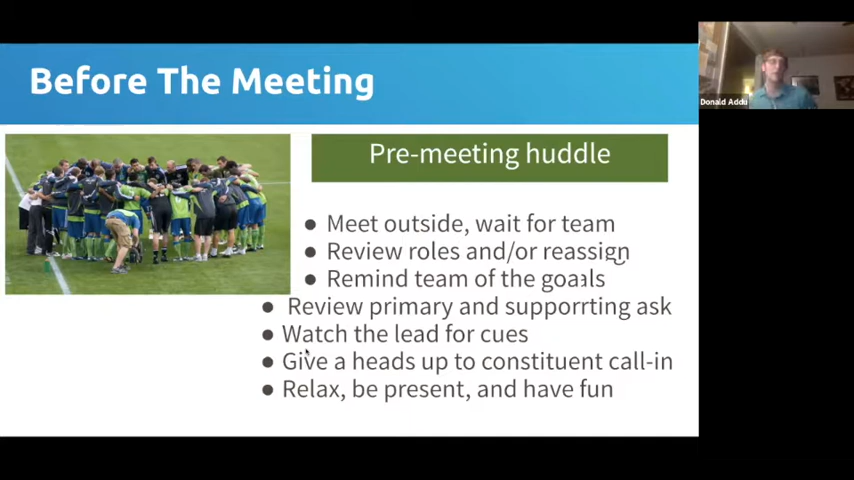 Before The Meeting
Donald Addu
Pre-meeting huddle
● Meet outside, wait for team
● Review roles and/or reassign
● Remind team of the goals
● Review primary and supporrting ask
● Watch the lead for cues
● Give a heads up to constituent call-in
● Relax, be present, and have fun